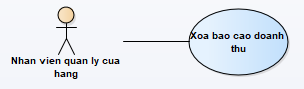 Nhan vien quan ly cua
hang
Xoa bao cao doanh
thu